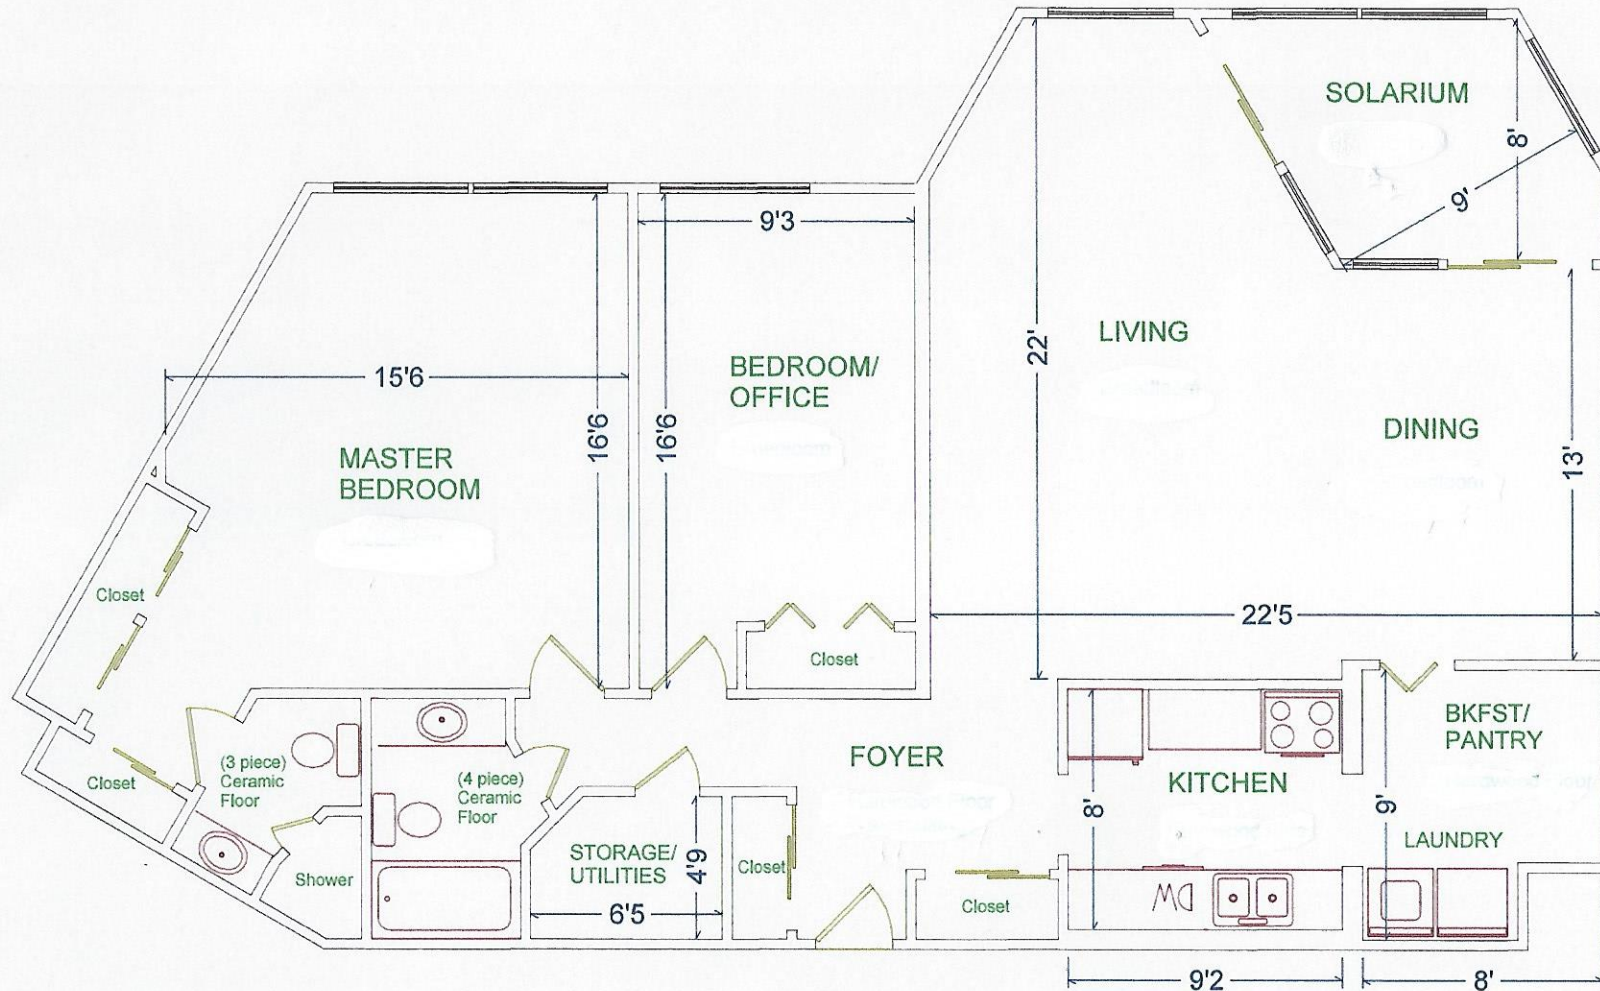 SOLARIUM
8'
9'
9'3
22'
LIVING
BEDROOM/
OFFICE
15'6
16'6
16'6
DINING
13'
MASTER
BEDROOM
Closet
22'5
Closet
BKFST/
PANTRY
FOYER
(3 piece)
Ceramic
Floor
(4 piece)
Ceramic
Floor
Closet
KITCHEN
8'
9'
LAUNDRY
STORAGE/
UTILITIES
4'9
Closet
Shower
6'5
Closet
DW
9'2
8'